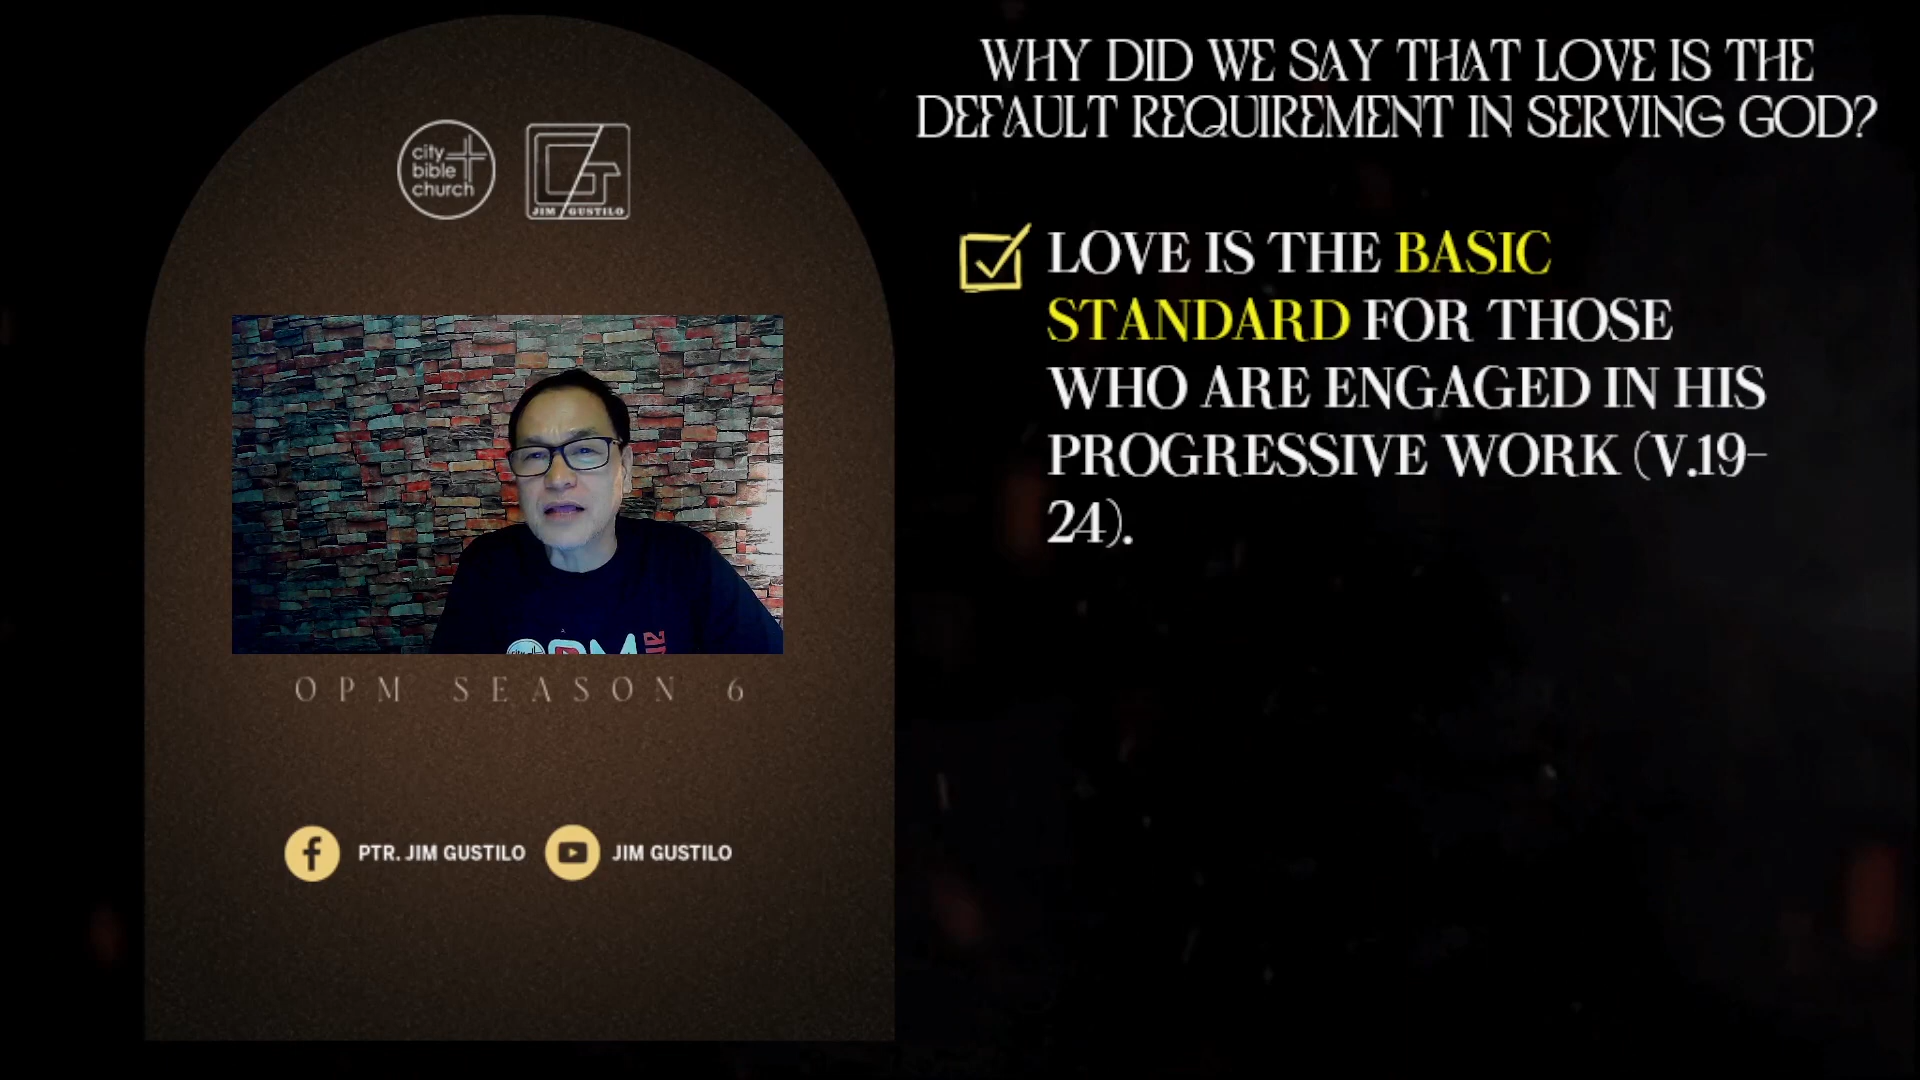 city
bible
church
JIM GUSTILO
OPM SEASON 6
PTR. JIM GUSTILO
JIM GUSTILO
WHY DID WE SAY THAT LOVE IS THE
DEFAULT REQUIREMENT IN SERVING GOD?
LOVE IS THE BASIC
STANDARD FOR THOSE
WHO ARE ENGAGED IN HIS
PROGRESSIVE WORK (V.19-
24).